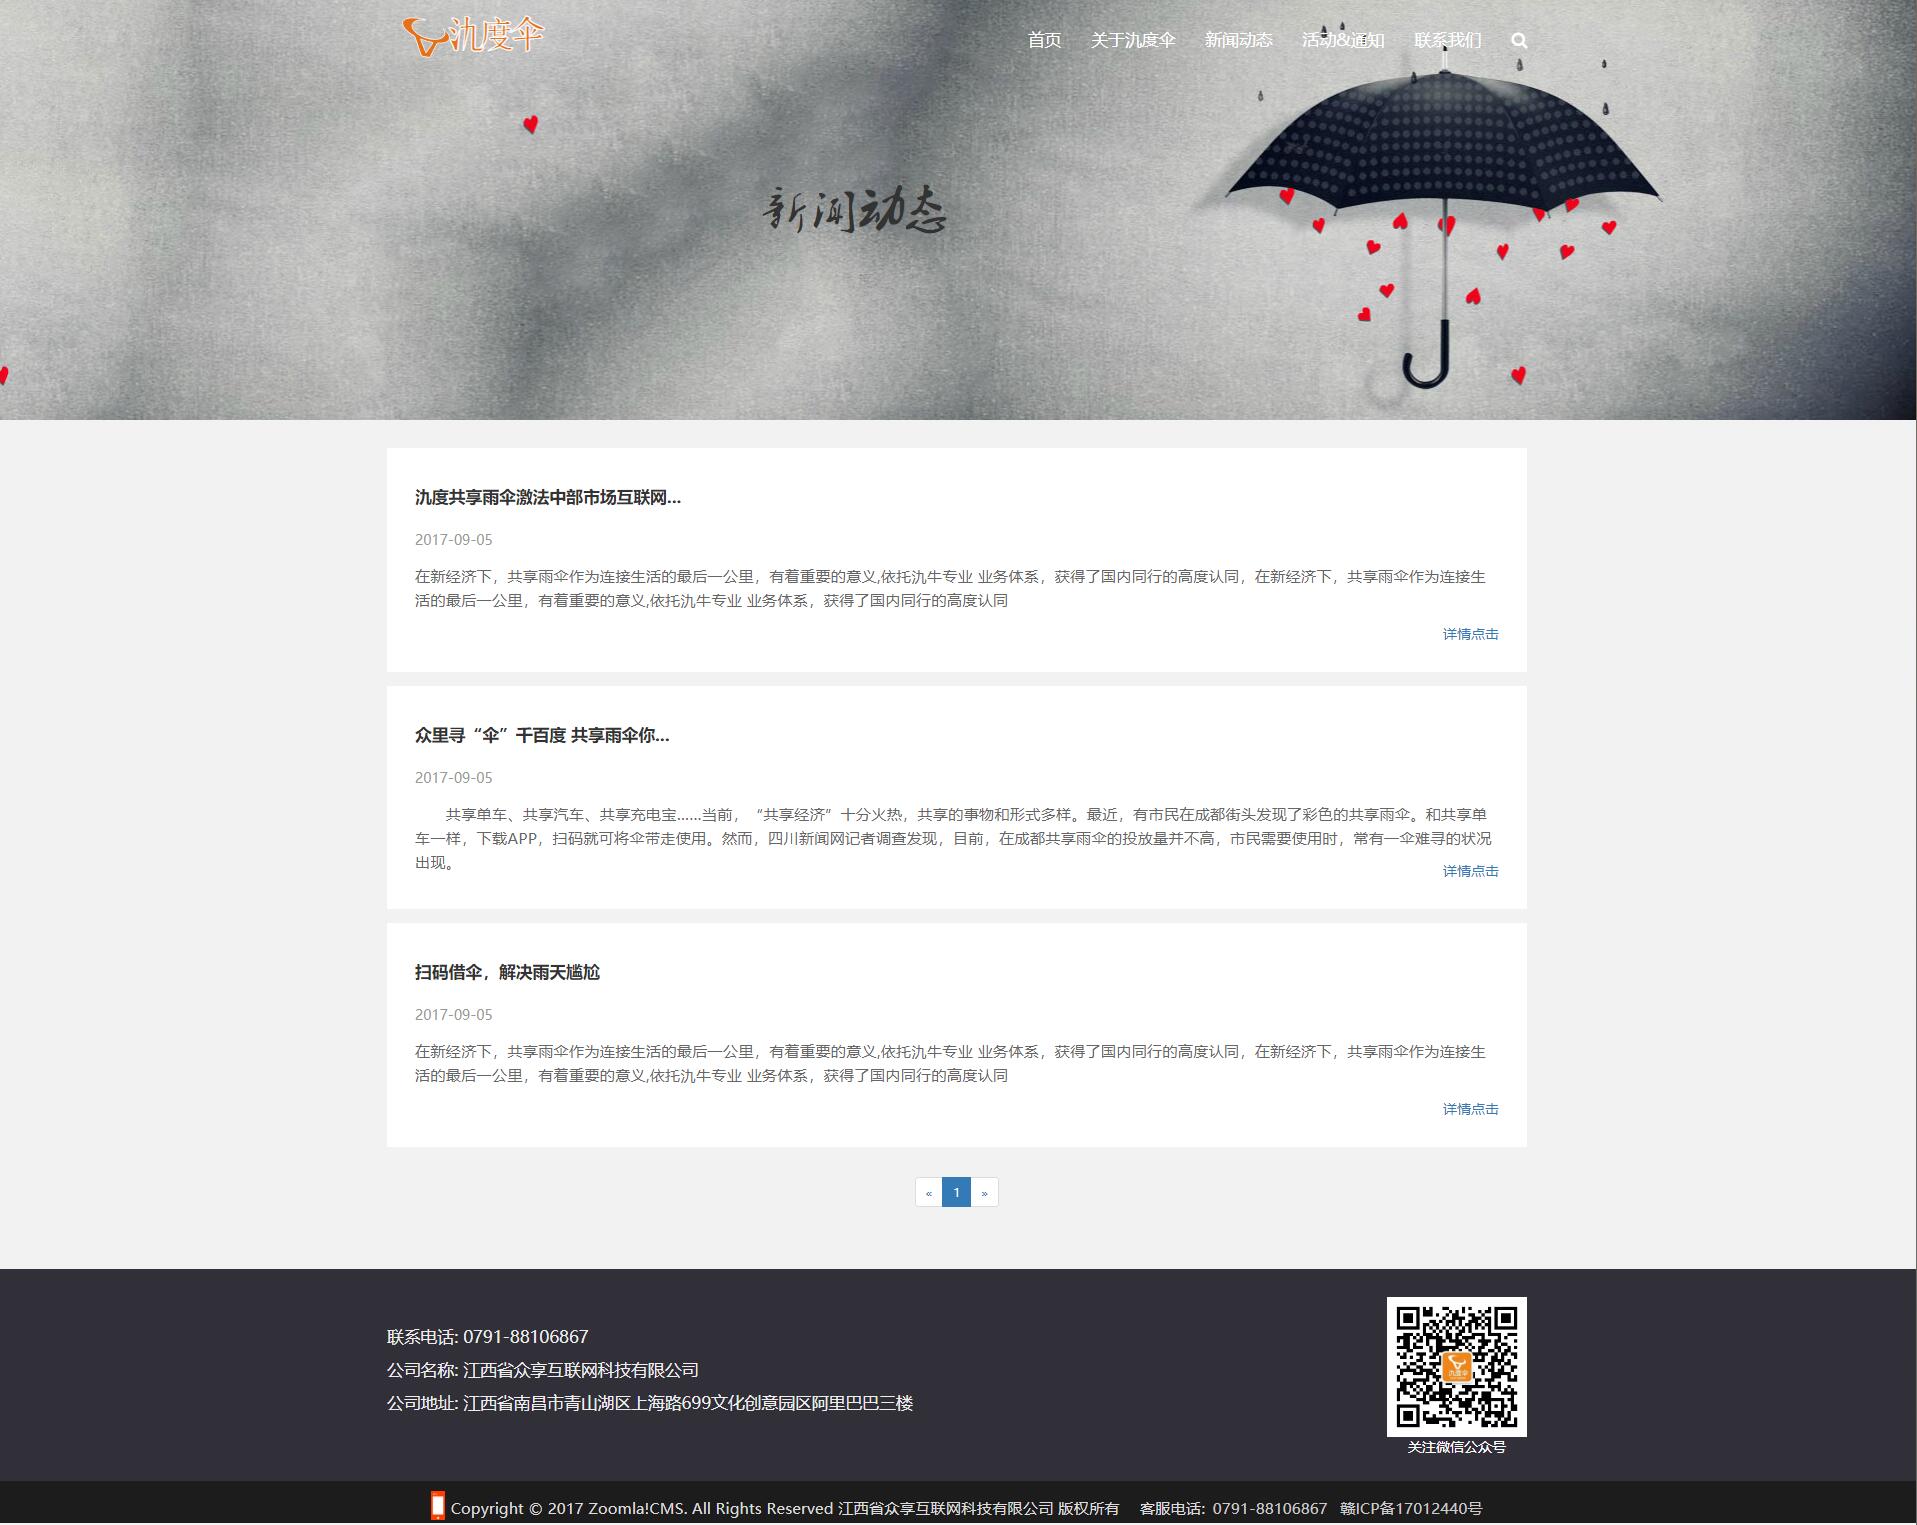 氿度伞
首页 关于氿度伞 新闻动态 活动&通知 联系我们
新闻动态
氿度共享雨伞激法中部市场互联网...
2017-09-05
在新经济下，共享雨伞作为连接生活的最后一公里，有着重要的意义,依托氿牛专业 业务体系，获得了国内同行的高度认同，在新经济下，共享雨伞作为连接生
活的最后一公里，有着重要的意义,依托氿牛专业 业务体系，获得了国内同行的高度认同
详情点击
众里寻“伞”千百度 共享雨伞你...
2017-09-05
共享单车、共享汽车、共享充电宝……当前，“共享经济”十分火热，共享的事物和形式多样。最近，有市民在成都街头发现了彩色的共享雨伞。和共享单
车一样，下载APP，扫码就可将伞带走使用。然而，四川新闻网记者调查发现，目前，在成都共享雨伞的投放量并不高，市民需要使用时，常有一伞难寻的状况
出现。
详情点击
扫码借伞，解决雨天尴尬
2017-09-05
在新经济下，共享雨伞作为连接生活的最后一公里，有着重要的意义,依托氿牛专业 业务体系，获得了国内同行的高度认同，在新经济下，共享雨伞作为连接生
活的最后一公里，有着重要的意义,依托氿牛专业 业务体系，获得了国内同行的高度认同
详情点击
« 1 »
联系电话: 0791-88106867
公司名称: 江西省众享互联网科技有限公司
公司地址: 江西省南昌市青山湖区上海路699文化创意园区阿里巴巴三楼
氿度伞
关注微信公众号
Copyright © 2017 Zoomla!CMS. All Rights Reserved 江西省众享互联网科技有限公司 版权所有 客服电话: 0791-88106867 赣ICP备17012440号